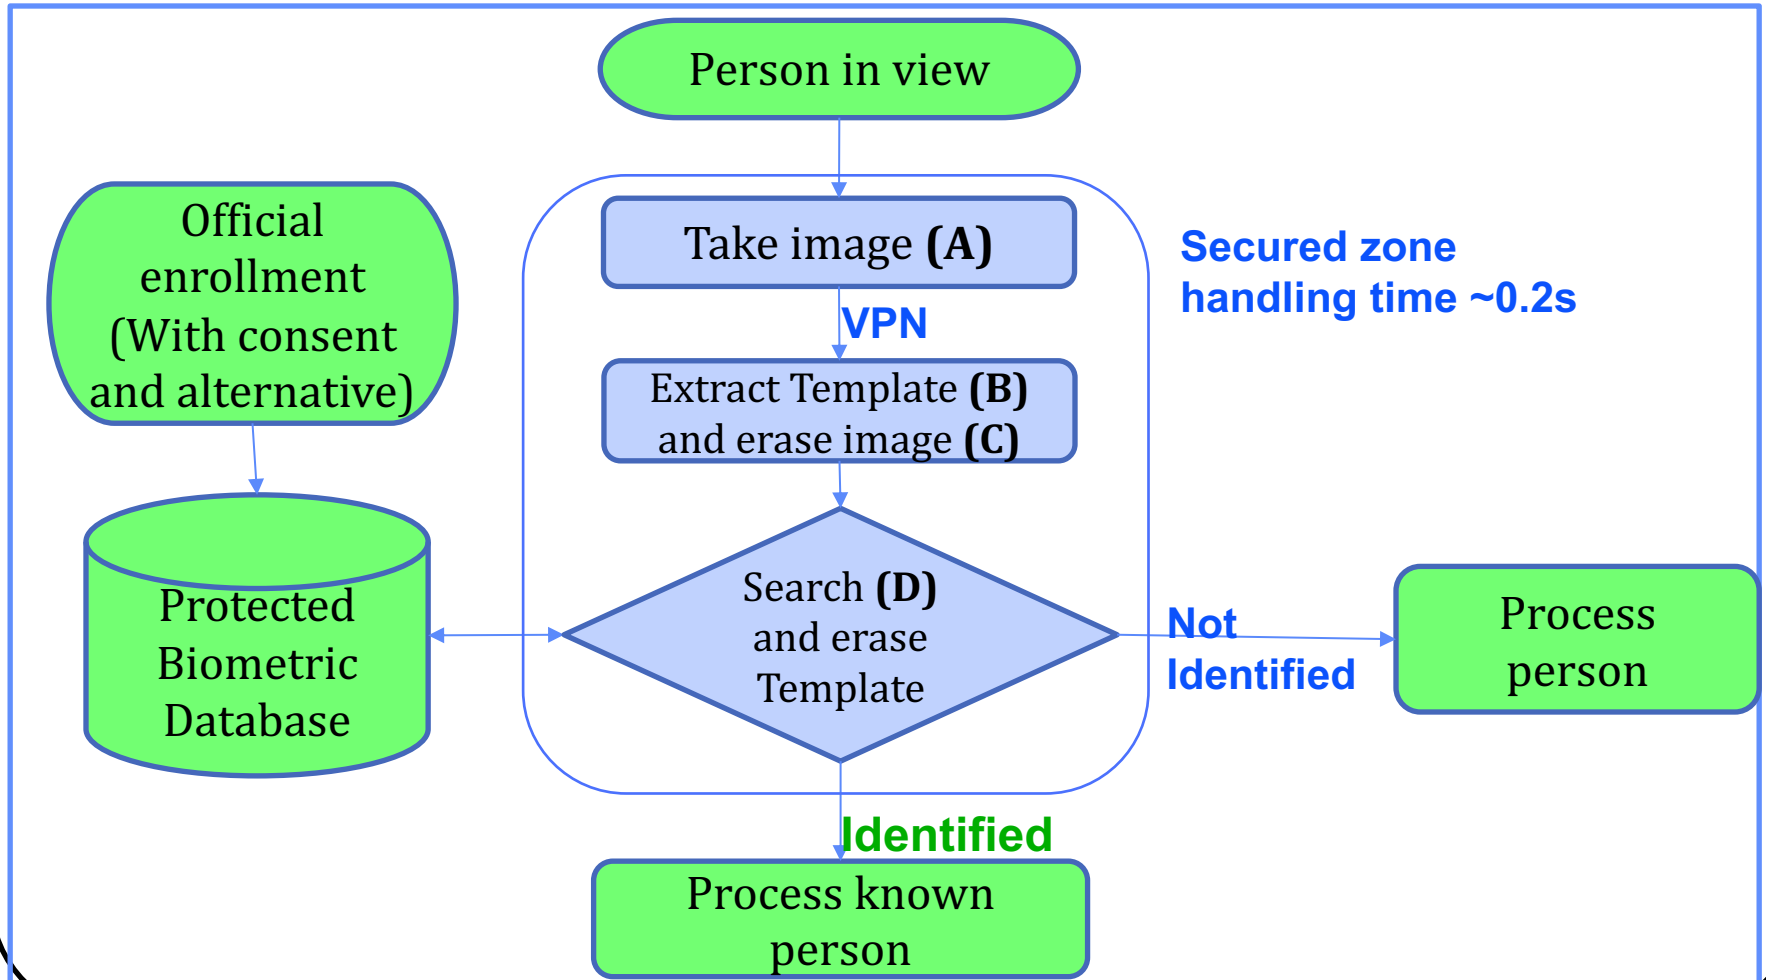 Person in view
Official
enrollment
(With consent
and alternative)
Take image (A)
Secured zone
handling time ~0.2s
VPN
Extract Template (B)
and erase image (C)
Search (D)
and erase
Template
Protected
Biometric
Database
Not
Identified
Process
person
Identified
Process known
person